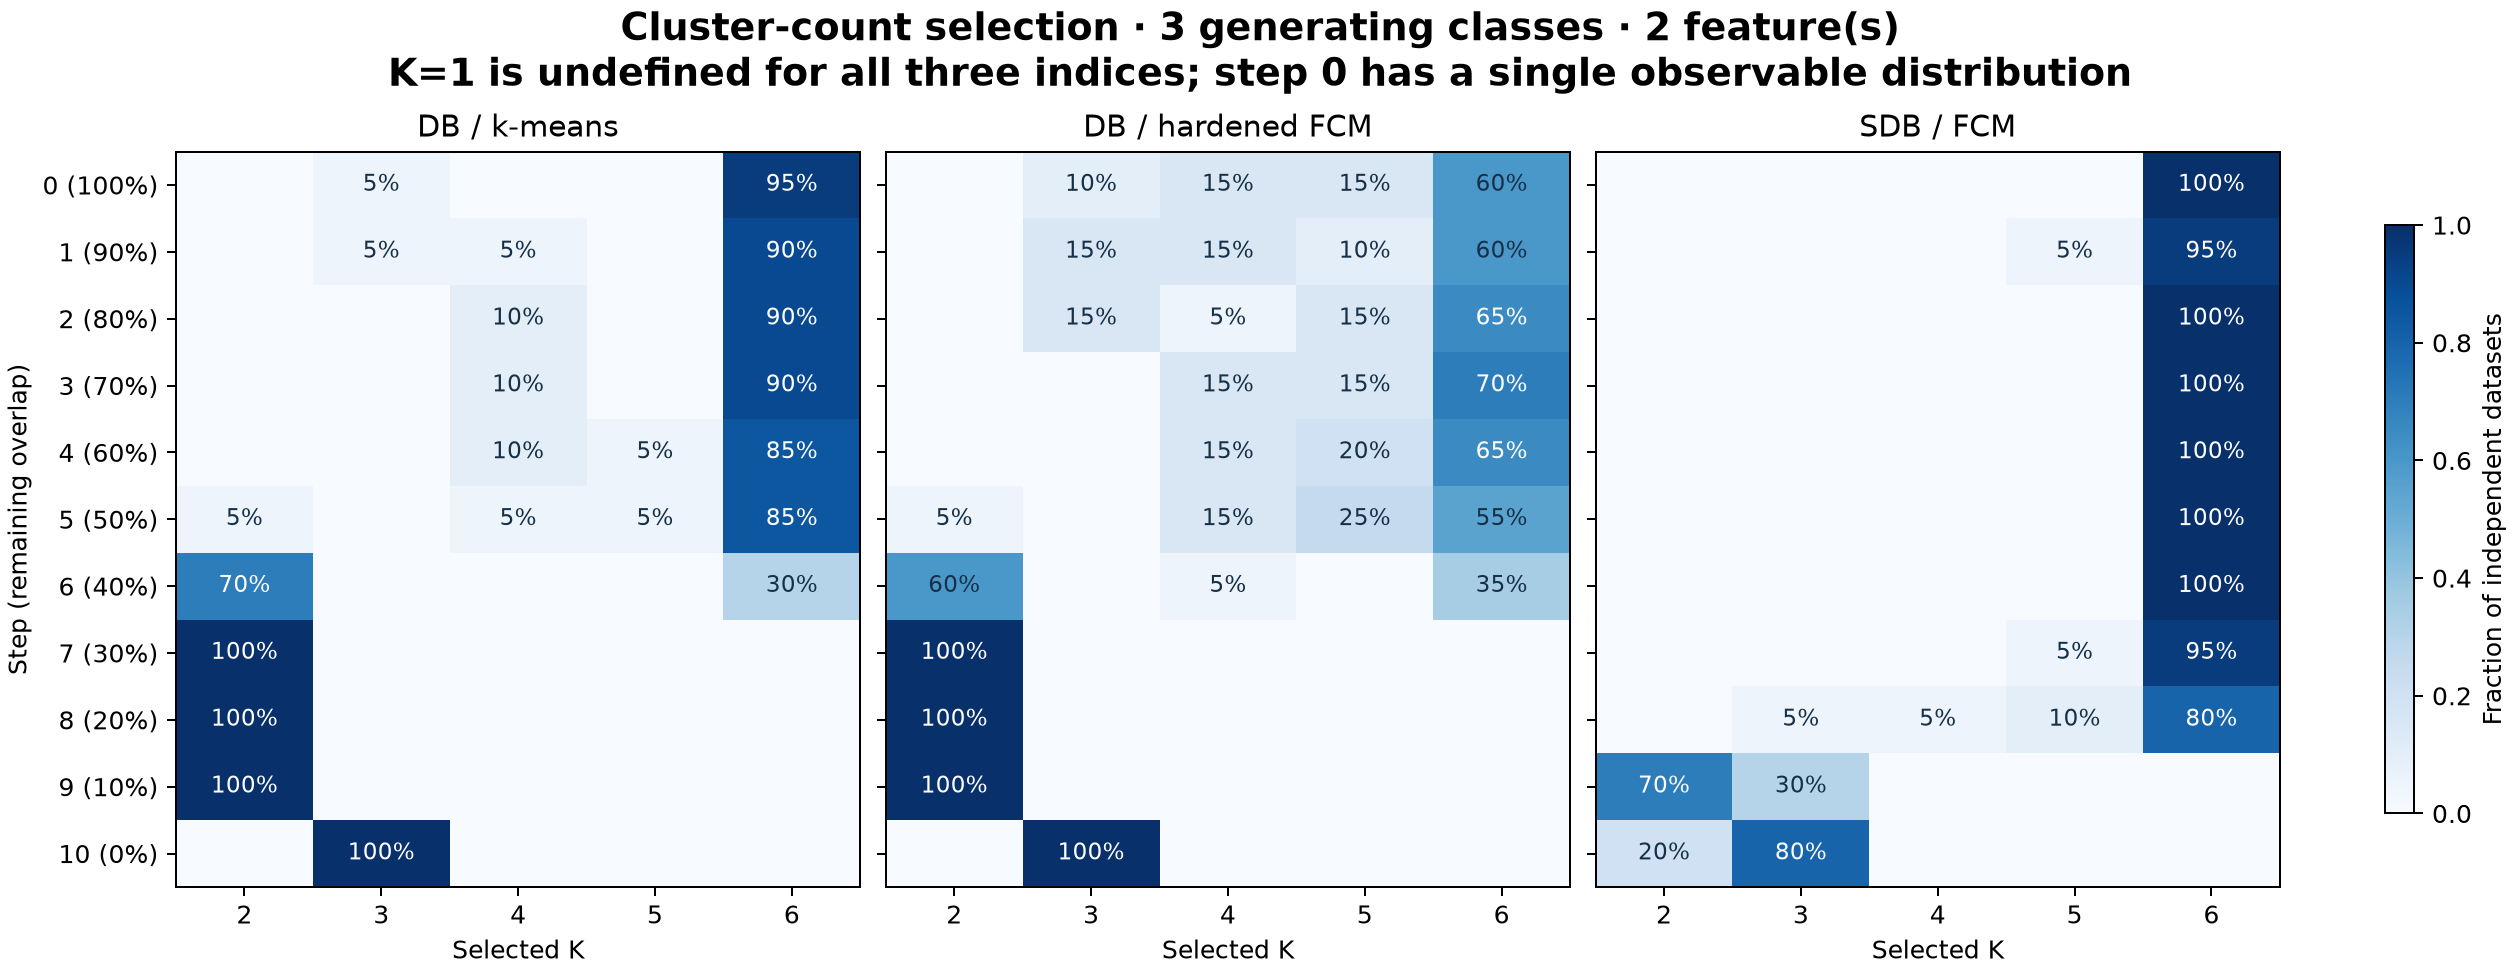 Cluster-count selection · 3 generating classes · 2 feature(s)
K=1 is undefined for all three indices; step 0 has a single observable distribution
DB / k-means
DB / hardened FCM
SDB / FCM
Step (remaining overlap)
0 (100%) 5% 95% 10% 15% 15% 60% 100%
1 (90%) 5% 5% 90% 15% 15% 10% 60% 5% 95%
2 (80%) 10% 90% 15% 5% 15% 65% 100%
3 (70%) 10% 90% 15% 15% 70% 100%
4 (60%) 10% 5% 85% 15% 20% 65% 100%
5 (50%) 5% 5% 5% 85% 5% 15% 25% 55% 100%
6 (40%) 70% 30% 60% 5% 35% 100%
7 (30%) 100% 100% 5% 95%
8 (20%) 100% 100% 5% 5% 10% 80%
9 (10%) 100% 100% 70% 30%
10 (0%) 100% 100% 20% 80%
2 3 4 5 6
2 3 4 5 6
2 3 4 5 6
Selected K
Selected K
Selected K
1.0
0.8
0.6
0.4
0.2
0.0
Fraction of independent datasets